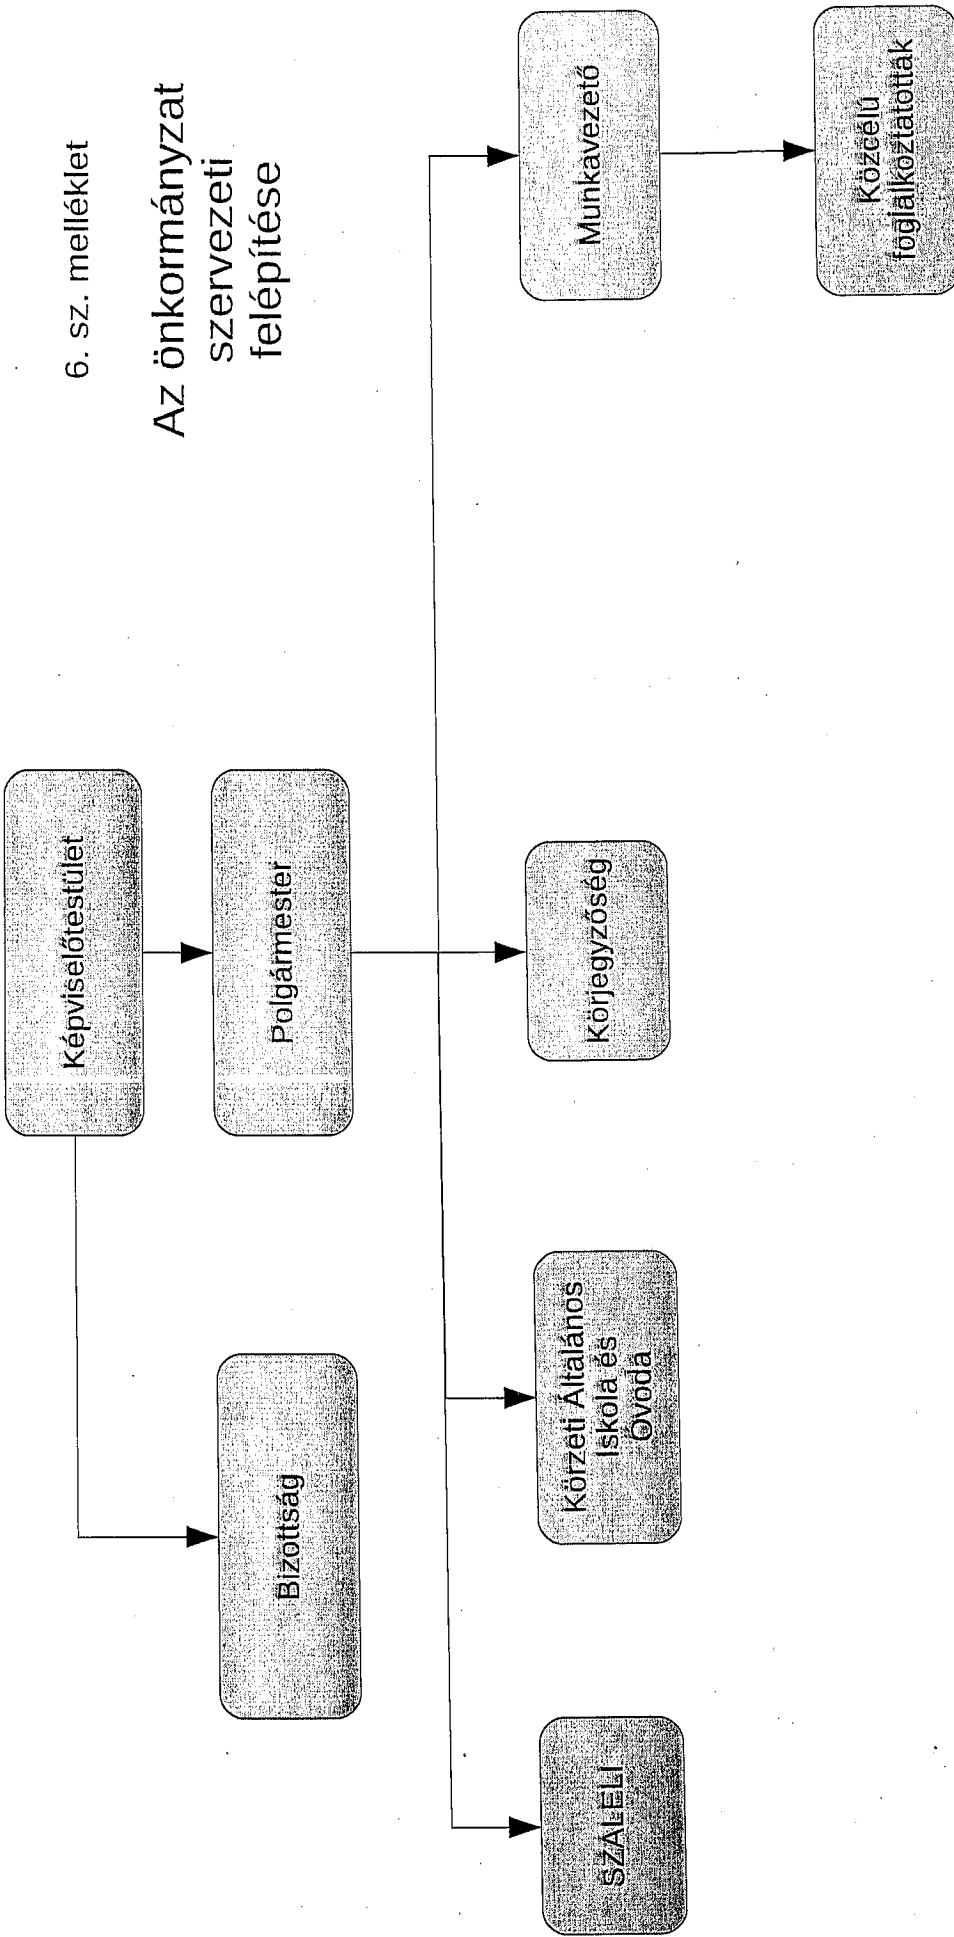 6. sz. melléklet
Az önkormányzat
szervezeti
felépítése
Képviselőtestület
Polgármester
Bizottság
SZALELI
Körzeti Általános
Iskola és
Óvoda
Körjegyzőség
Munkavezető
Közcélú
foglalkoztatottak